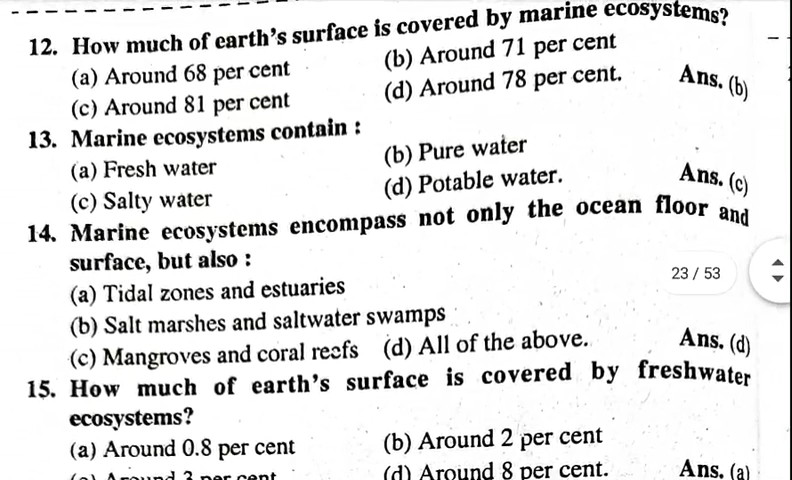 12. How much of earth's surface is covered by marine ecosystems?
(a) Around 68 per cent (b) Around 71 per cent
(c) Around 81 per cent (d) Around 78 per cent. Ans. (b)
13. Marine ecosystems contain :
(a) Fresh water (b) Pure water
(c) Salty water (d) Potable water. Ans. (c)
14. Marine ecosystems encompass not only the ocean floor and
surface, but also :
23 / 53
(a) Tidal zones and estuaries
(b) Salt marshes and saltwater swamps
(c) Mangroves and coral reefs (d) All of the above. Ans. (d)
15. How much of earth's surface is covered by freshwater
ecosystems?
(a) Around 0.8 per cent (b) Around 2 per cent
(c) Around 3 per cent (d) Around 8 per cent. Ans. (a)